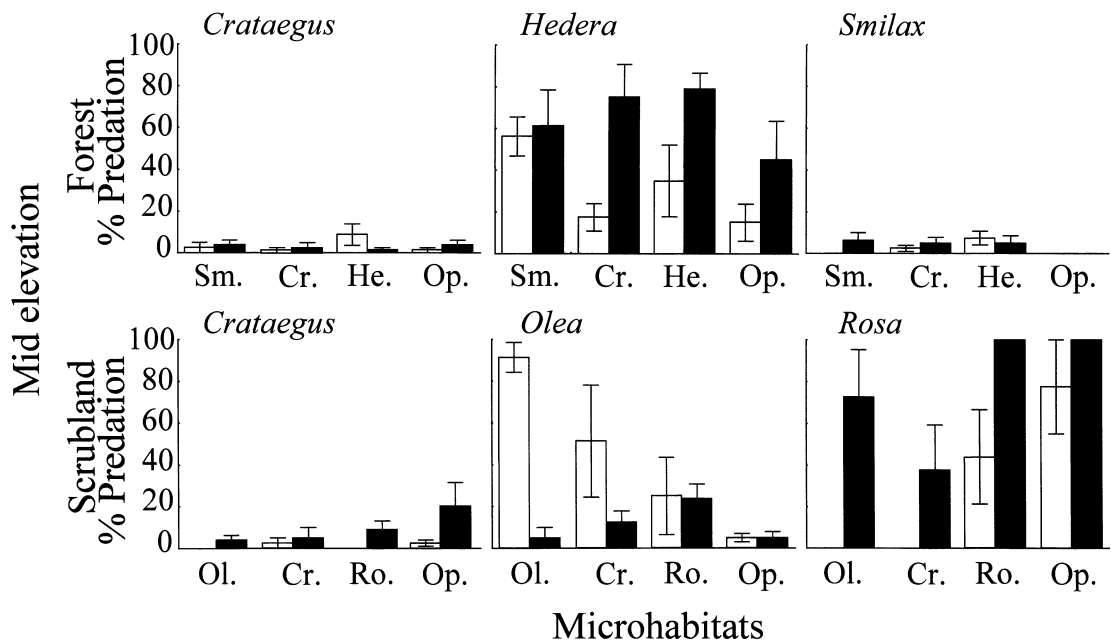 Crataegus Hedera Smilax
Mid elevation
Forest
% Predation
100
80
60
40
20
0
Sm. Cr. He. Op. Sm. Cr. He. Op. Sm. Cr. He. Op.
Crataegus Olea Rosa
Scrubland
% Predation
100
80
60
40
20
0
Ol. Cr. Ro. Op. Ol. Cr. Ro. Op. Ol. Cr. Ro. Op.
Microhabitats